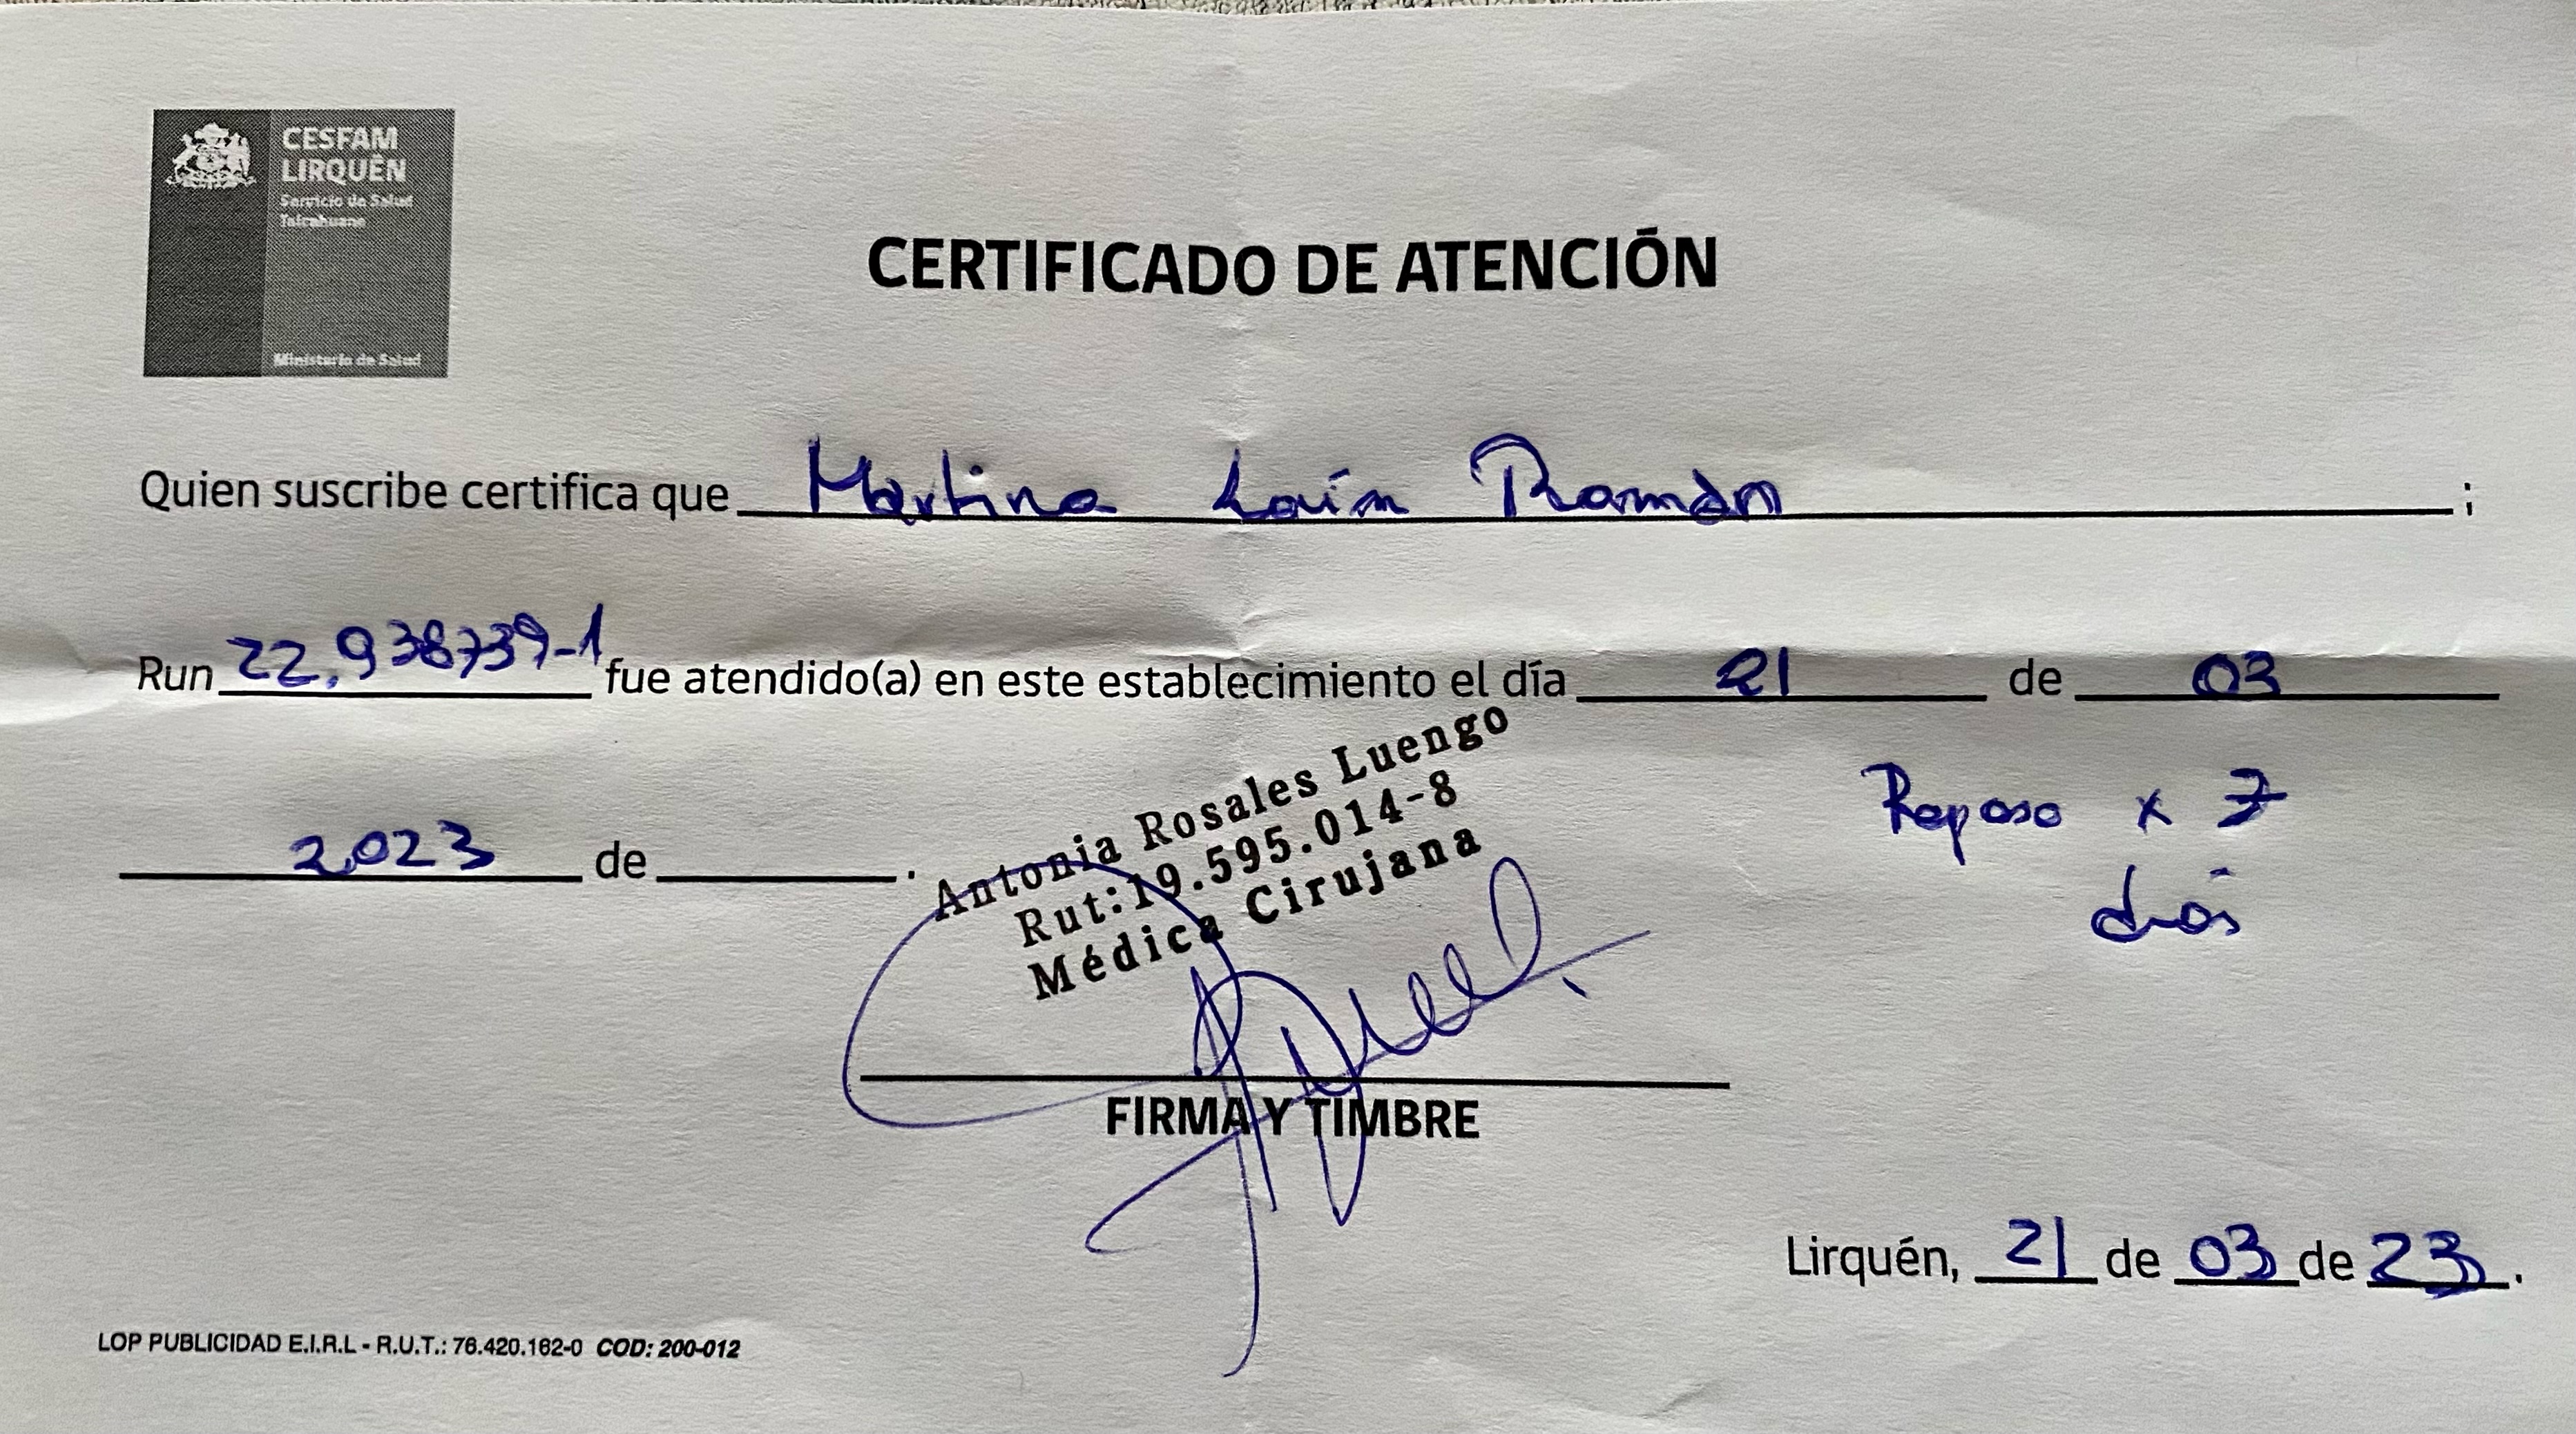 CESFAM
LIRQUÉN
Servicio de Salud
Talcahuano
Ministerio de Salud
CERTIFICADO DE ATENCIÓN
Quien suscribe certifica que Martina Laín Ramón ;
Run 22.938739-1 fue atendido(a) en este establecimiento el día 21 de 03
2023 de .
Antonia Rosales Luengo
Rut:19.595.014-8
Médica Cirujana
Reposo x 7
días
FIRMA Y TIMBRE
Lirquén, 21 de 03 de 23.
LOP PUBLICIDAD E.I.R.L - R.U.T.: 76.420.162-0 COD: 200-012